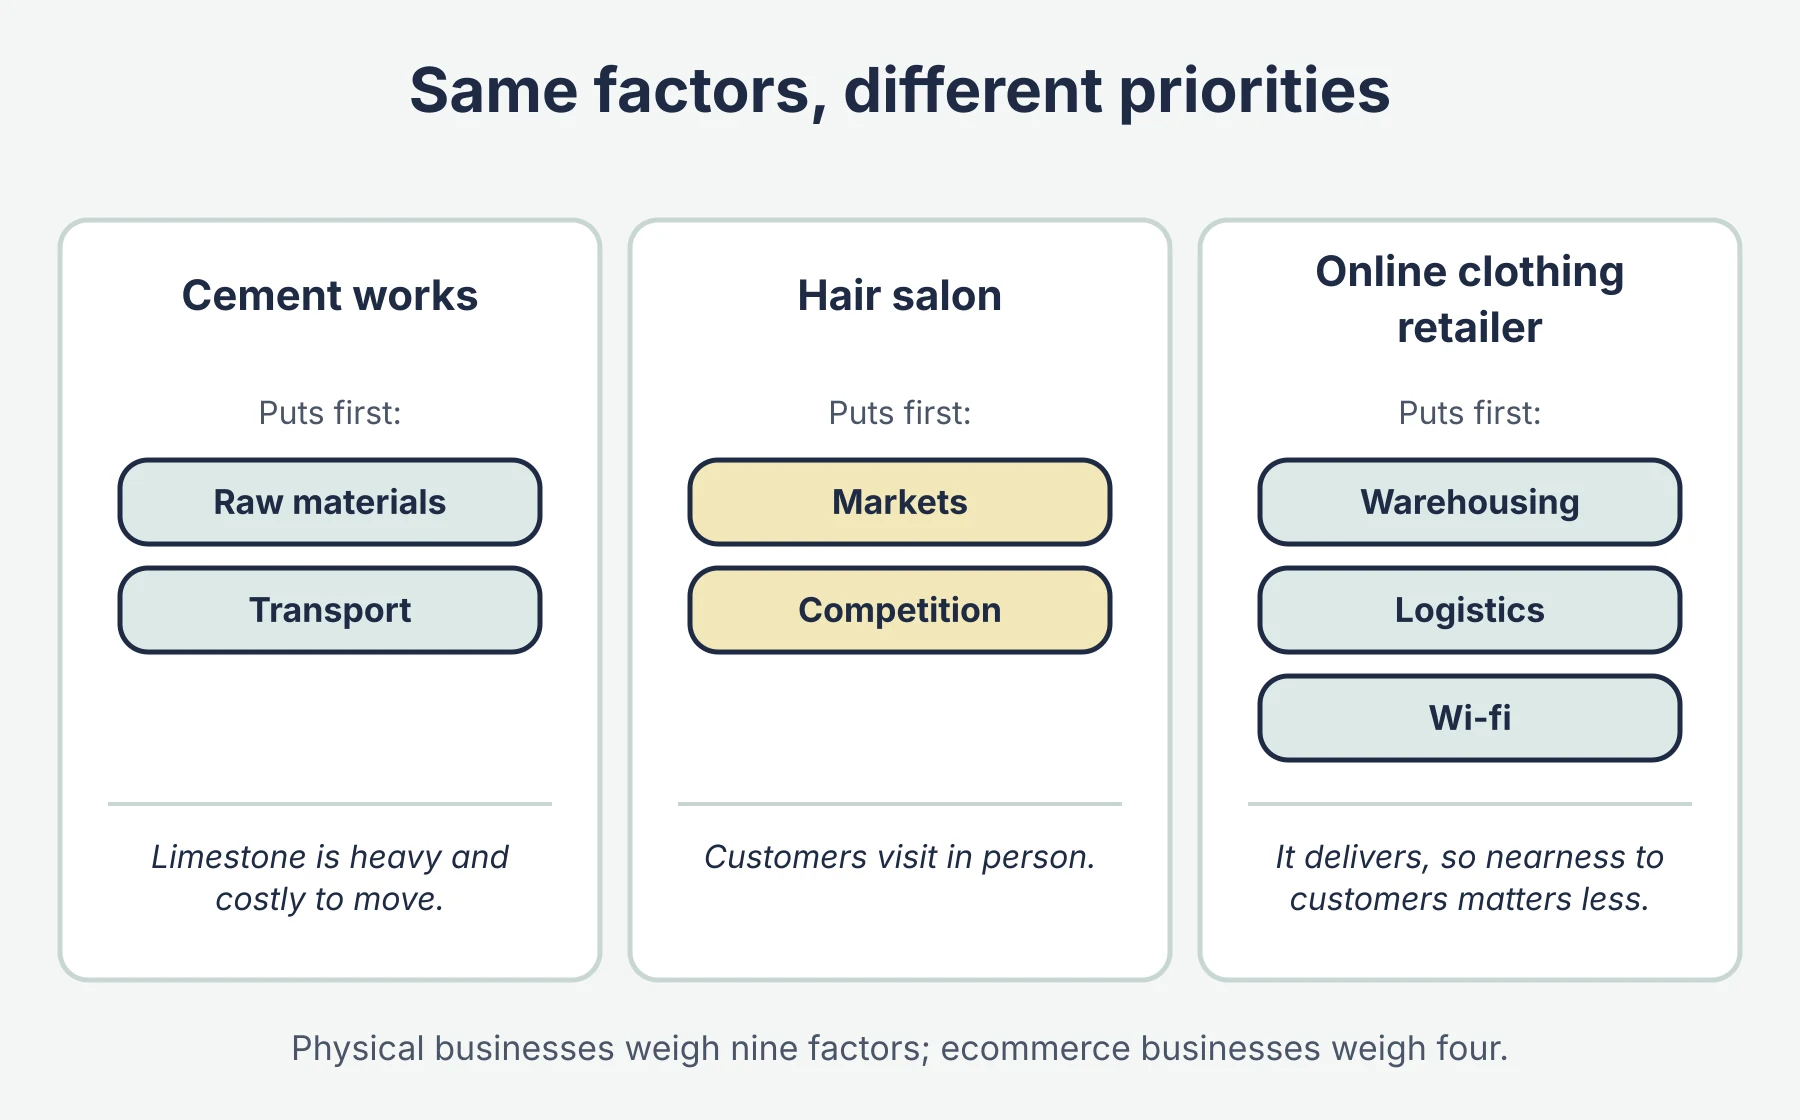 Same factors, different priorities
Cement works
Puts first:
Raw materials
Transport
Limestone is heavy and
costly to move.
Hair salon
Puts first:
Markets
Competition
Customers visit in person.
Online clothing
retailer
Puts first:
Warehousing
Logistics
Wi-fi
It delivers, so nearness to
customers matters less.
Physical businesses weigh nine factors; ecommerce businesses weigh four.